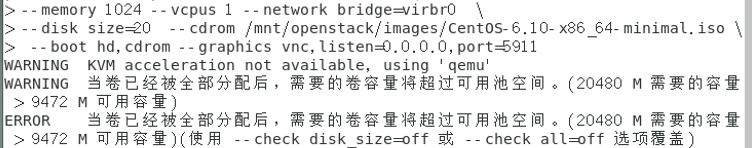 > --memory 1024 --vcpus 1 --network bridge=virbr0 \
> --disk size=20 --cdrom /mnt/openstack/images/CentOS-6.10-x86_64-minimal.iso \
> --boot hd,cdrom --graphics vnc,listen=0.0.0.0,port=5911
WARNING KVM acceleration not available, using 'qemu'
WARNING 当卷已经被全部分配后，需要的卷容量将超过可用池空间。(20480 M 需要的容量
> 9472 M 可用容量)
ERROR 当卷已经被全部分配后，需要的卷容量将超过可用池空间。(20480 M 需要的容量
> 9472 M 可用容量)(使用 --check disk_size=off 或 --check all=off 选项覆盖)